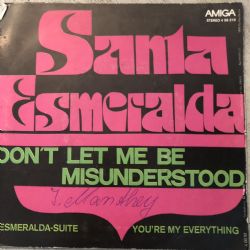 AMIGA
STEREO 4 56 319
Santa
Esmeralda
DON'T LET ME BE
MISUNDERSTOOD
ESMERALDA-SUITE YOU'RE MY EVERYTHING